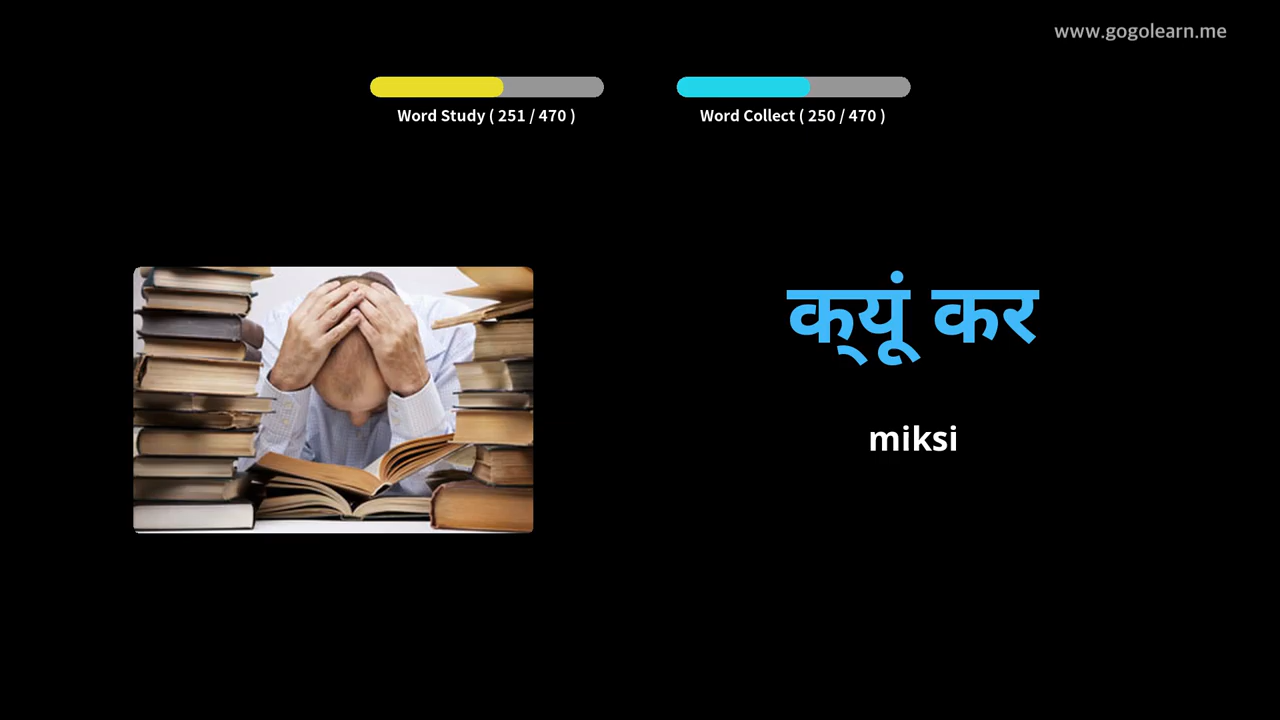 www.gogolearn.me
Word Study ( 251 / 470 )
Word Collect ( 250 / 470 )
क्यूं कर
miksi